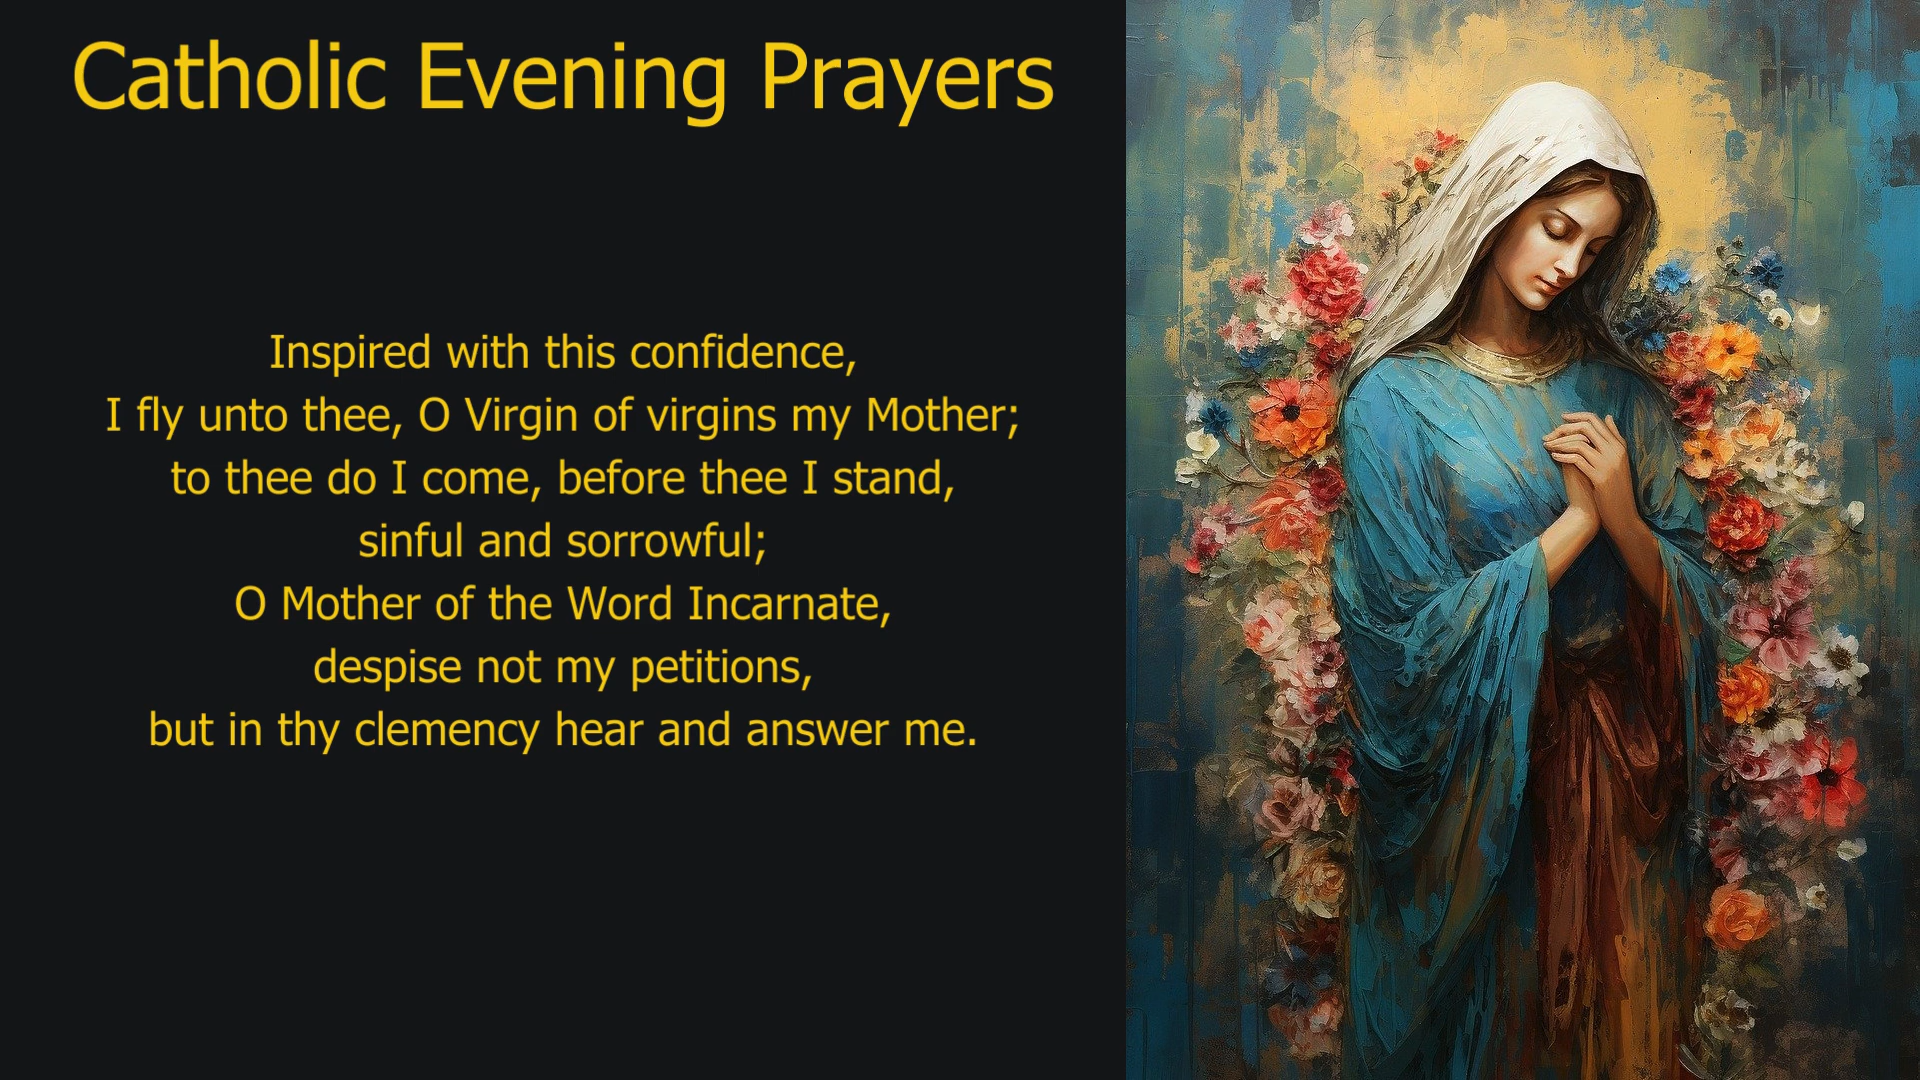 Catholic Evening Prayers
Inspired with this confidence,
I fly unto thee, O Virgin of virgins my Mother;
to thee do I come, before thee I stand,
sinful and sorrowful;
O Mother of the Word Incarnate,
despise not my petitions,
but in thy clemency hear and answer me.